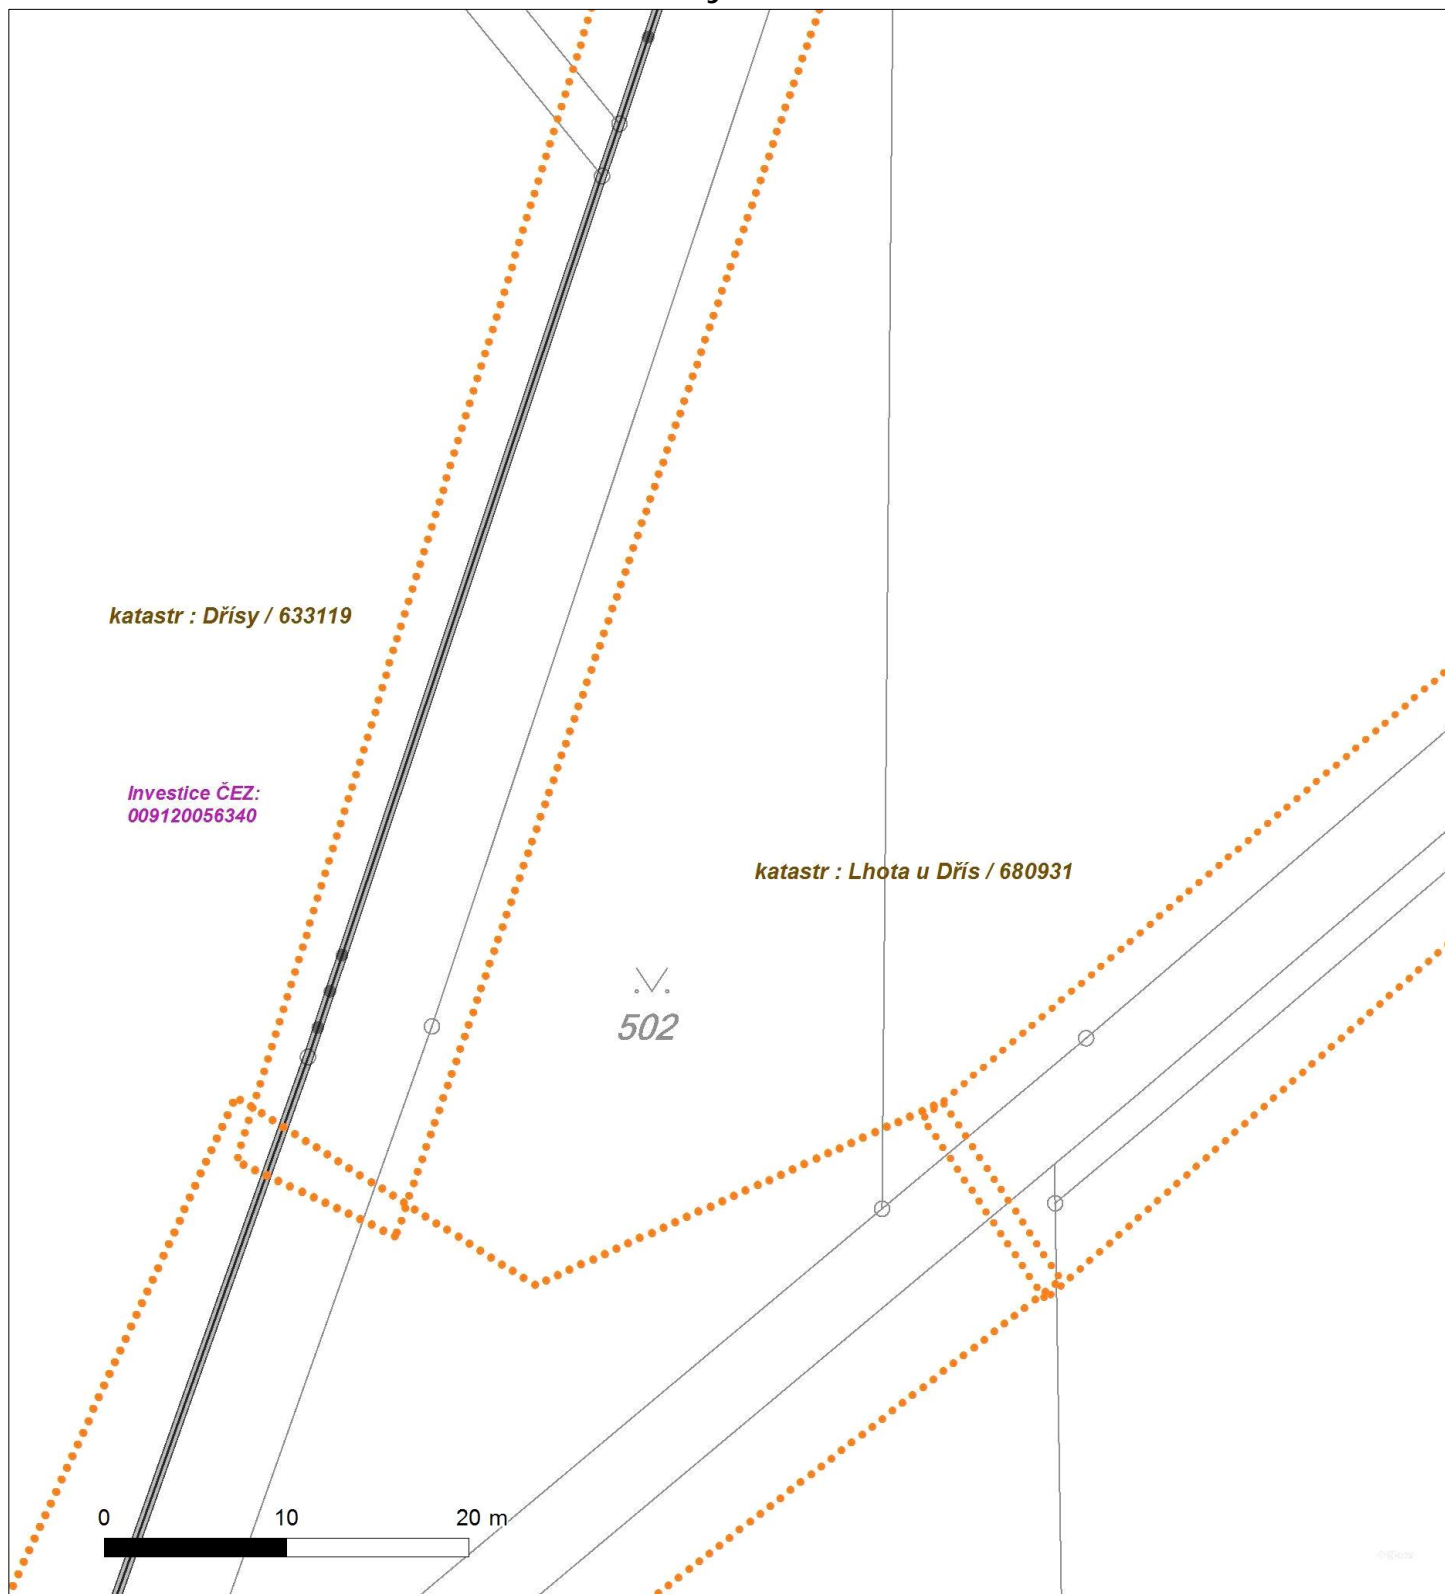 katastr : Dřísy / 633119
Investice ČEZ:
009120056340
katastr : Lhota u Dřís / 680931
502
0 10 20 m